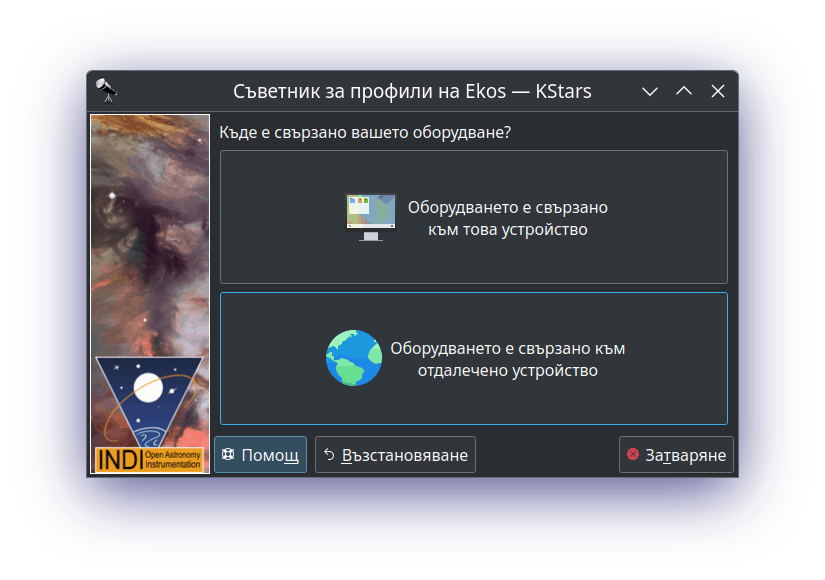 Съветник за профили на Ekos — KStars
Къде е свързано вашето оборудване?
Оборудването е свързано
към това устройство
Оборудването е свързано към
отдалечено устройство
INDI Open Astronomy
Instrumentation
Помощ
Възстановяване
Затваряне